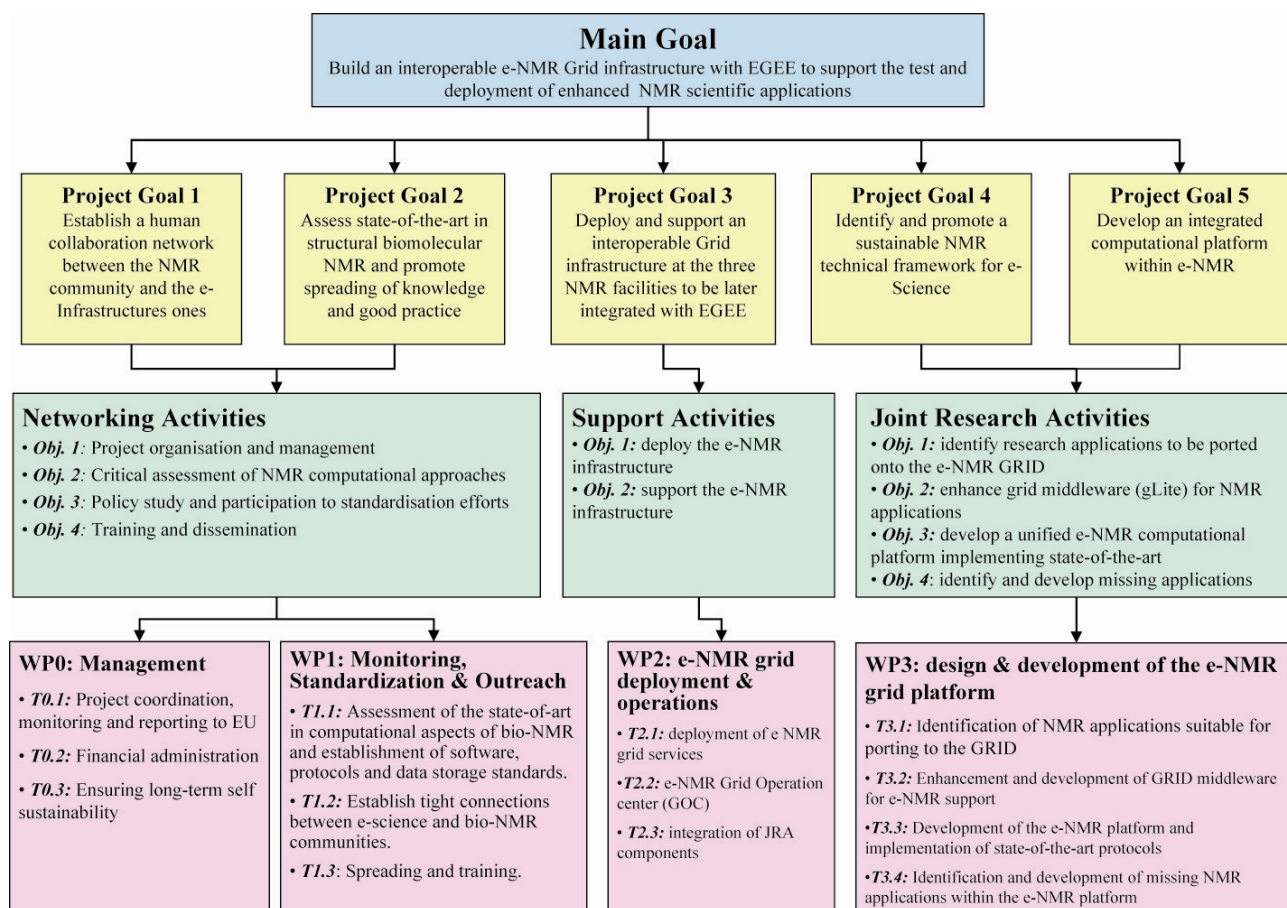 Main Goal
Build an interoperable e-NMR Grid infrastructure with EGEE to support the test and
deployment of enhanced NMR scientific applications
Project Goal 1
Establish a human
collaboration network
between the NMR
community and the e-
Infrastructures ones
Project Goal 2
Assess state-of-the-art in
structural biomolecular
NMR and promote
spreading of knowledge
and good practice
Project Goal 3
Deploy and support an
interoperable Grid
infrastructure at the three
NMR facilities to be later
integrated with EGEE
Project Goal 4
Identify and promote a
sustainable NMR
technical framework for e-
Science
Project Goal 5
Develop an integrated
computational platform
within e-NMR
Networking Activities
• Obj. 1: Project organisation and management
• Obj. 2: Critical assessment of NMR computational approaches
• Obj. 3: Policy study and participation to standardisation efforts
• Obj. 4: Training and dissemination
Support Activities
• Obj. 1: deploy the e-NMR
infrastructure
• Obj. 2: support the e-NMR
infrastructure
Joint Research Activities
• Obj. 1: identify research applications to be ported
onto the e-NMR GRID
• Obj. 2: enhance grid middleware (gLite) for NMR
applications
• Obj. 3: develop a unified e-NMR computational
platform implementing state-of-the-art
• Obj. 4: identify and develop missing applications
WP0: Management
• T0.1: Project coordination,
monitoring and reporting to EU
• T0.2: Financial administration
• T0.3: Ensuring long-term self
sustainability
WP1: Monitoring,
Standardization & Outreach
• T1.1: Assessment of the state-of-art
in computational aspects of bio-NMR
and establishment of software,
protocols and data storage standards.
• T1.2: Establish tight connections
between e-science and bio-NMR
communities.
• T1.3: Spreading and training.
WP2: e-NMR grid
deployment &
operations
• T2.1: deployment of e NMR
grid services
• T2.2: e-NMR Grid Operation
center (GOC)
• T2.3: integration of JRA
components
WP3: design & development of the e-NMR
grid platform
• T3.1: Identification of NMR applications suitable for
porting to the GRID
• T3.2: Enhancement and development of GRID middleware
for e-NMR support
•T3.3: Development of the e-NMR platform and
implementation of state-of-the-art protocols
• T3.4: Identification and development of missing NMR
applications within the e-NMR platform